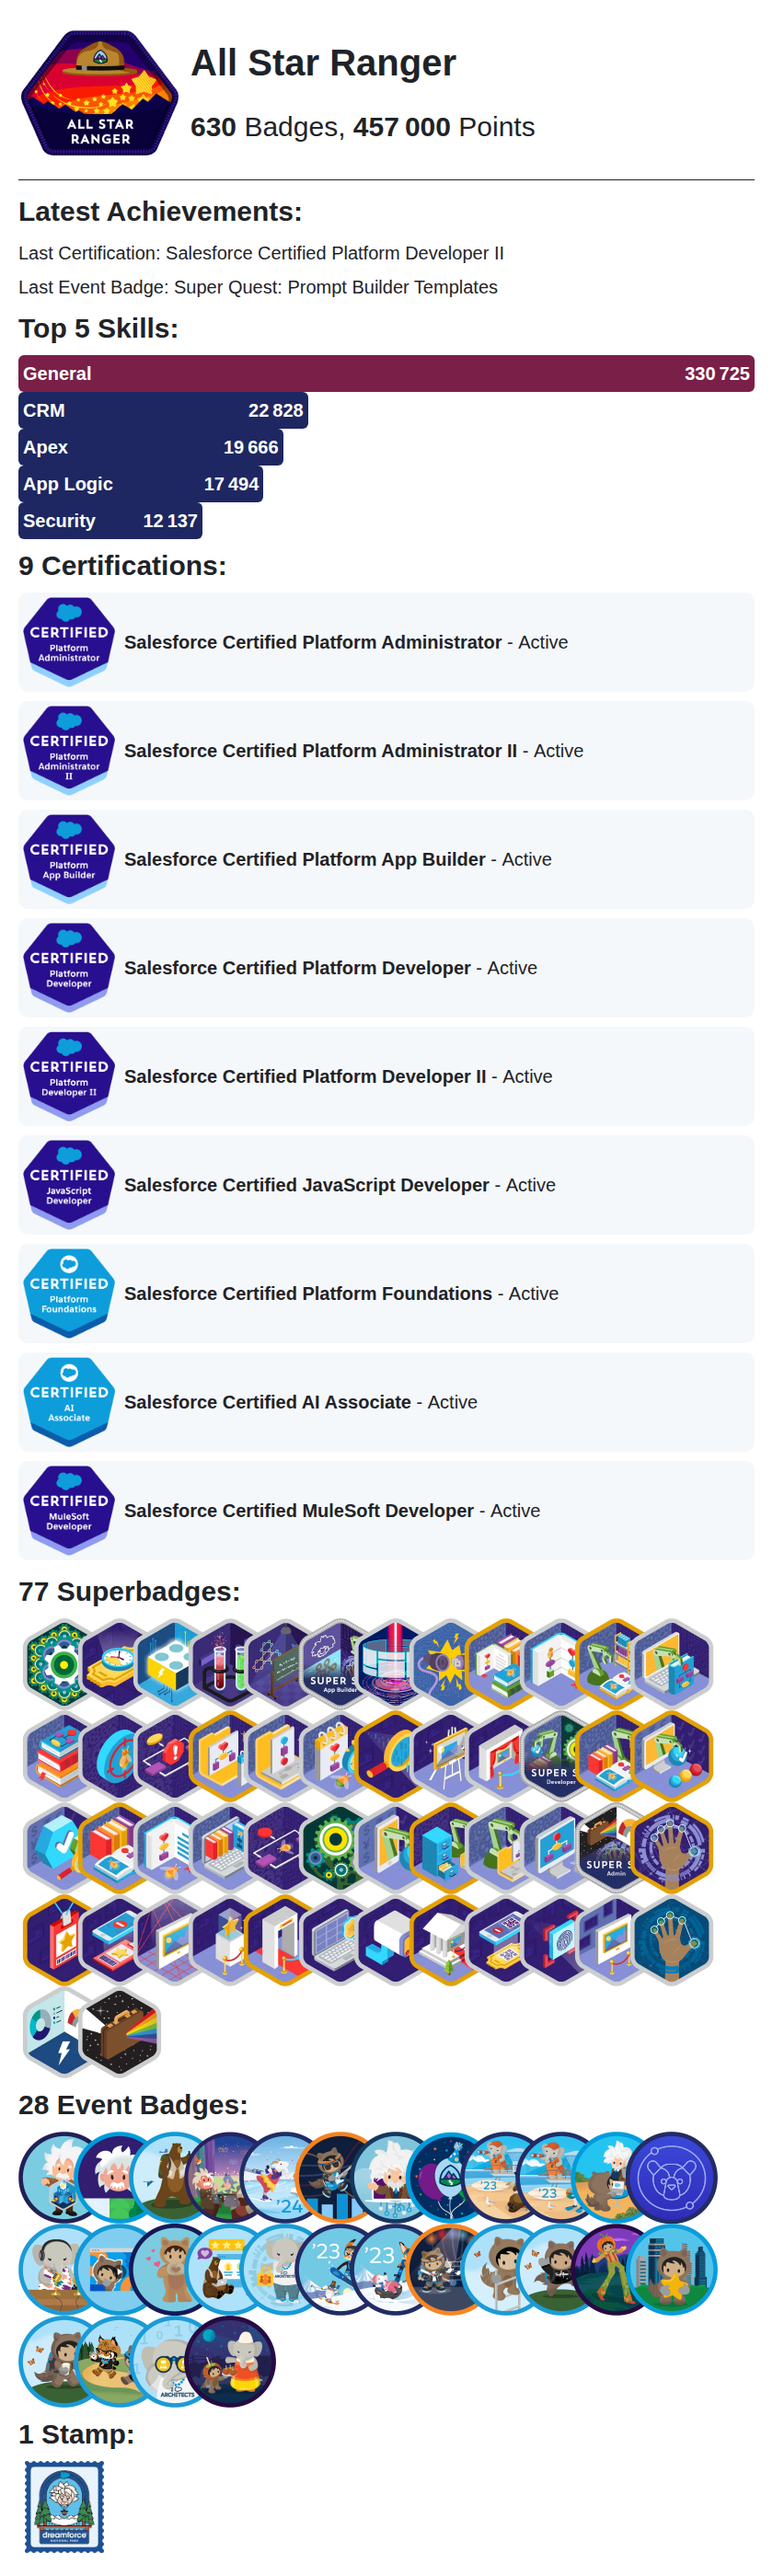 ALL STAR
RANGER
All Star Ranger
630 Badges, 457 000 Points
Latest Achievements:
Last Certification: Salesforce Certified Platform Developer II
Last Event Badge: Super Quest: Prompt Builder Templates
Top 5 Skills:
General 330 725
CRM 22 828
Apex 19 666
App Logic 17 494
Security 12 137
9 Certifications:
CERTIFIED
Platform
Administrator
Salesforce Certified Platform Administrator - Active
CERTIFIED
Platform
Administrator
II
Salesforce Certified Platform Administrator II - Active
CERTIFIED
Platform
App Builder
Salesforce Certified Platform App Builder - Active
CERTIFIED
Platform
Developer
Salesforce Certified Platform Developer - Active
CERTIFIED
Platform
Developer II
Salesforce Certified Platform Developer II - Active
CERTIFIED
JavaScript
Developer
Salesforce Certified JavaScript Developer - Active
CERTIFIED
Platform
Foundations
Salesforce Certified Platform Foundations - Active
CERTIFIED
AI
Associate
Salesforce Certified AI Associate - Active
CERTIFIED
MuleSoft
Developer
Salesforce Certified MuleSoft Developer - Active
77 Superbadges:
SUPER S
App Builder
SUPER S
Developer
SUPER S
Admin
28 Event Badges:
'24
'23
'23
'23
'23
ARCHITECTS
1 Stamp:
dreamforce